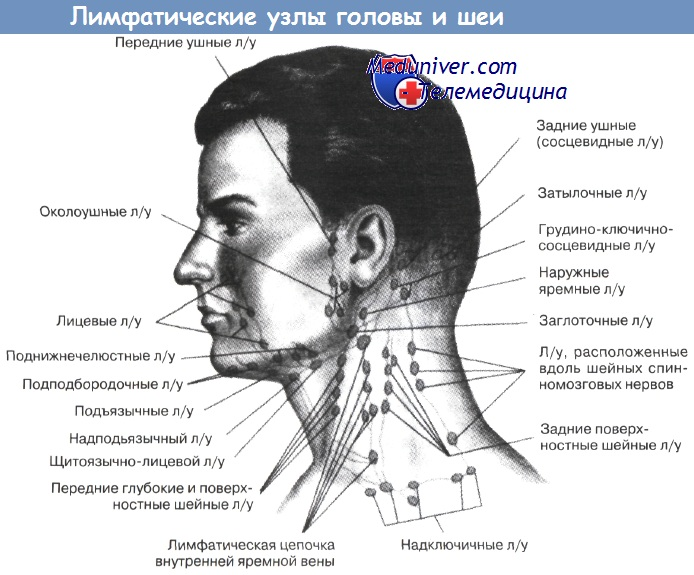 Лимфатические узлы головы и шеи
Передние ушные л/у
Meduniver.com
Телемедицина
Задние ушные
(сосцевидные л/у)
Затылочные л/у
Околоушные л/у
Грудино-ключично-
сосцевидные л/у
Наружные
яремные л/у
Лицевые л/у
Заглоточные л/у
Поднижнечелюстные л/у
Л/у, расположенные
вдоль шейных спин-
номозговых нервов
Подподбородочные л/у
Подъязычные л/у
Надподьязычный л/у
Задние поверх-
ностные шейные л/у
Щитоязычно-лицевой л/у
Передние глубокие и поверх-
ностные шейные л/у
Лимфатическая цепочка
внутренней яремной вены
Надключичные л/у